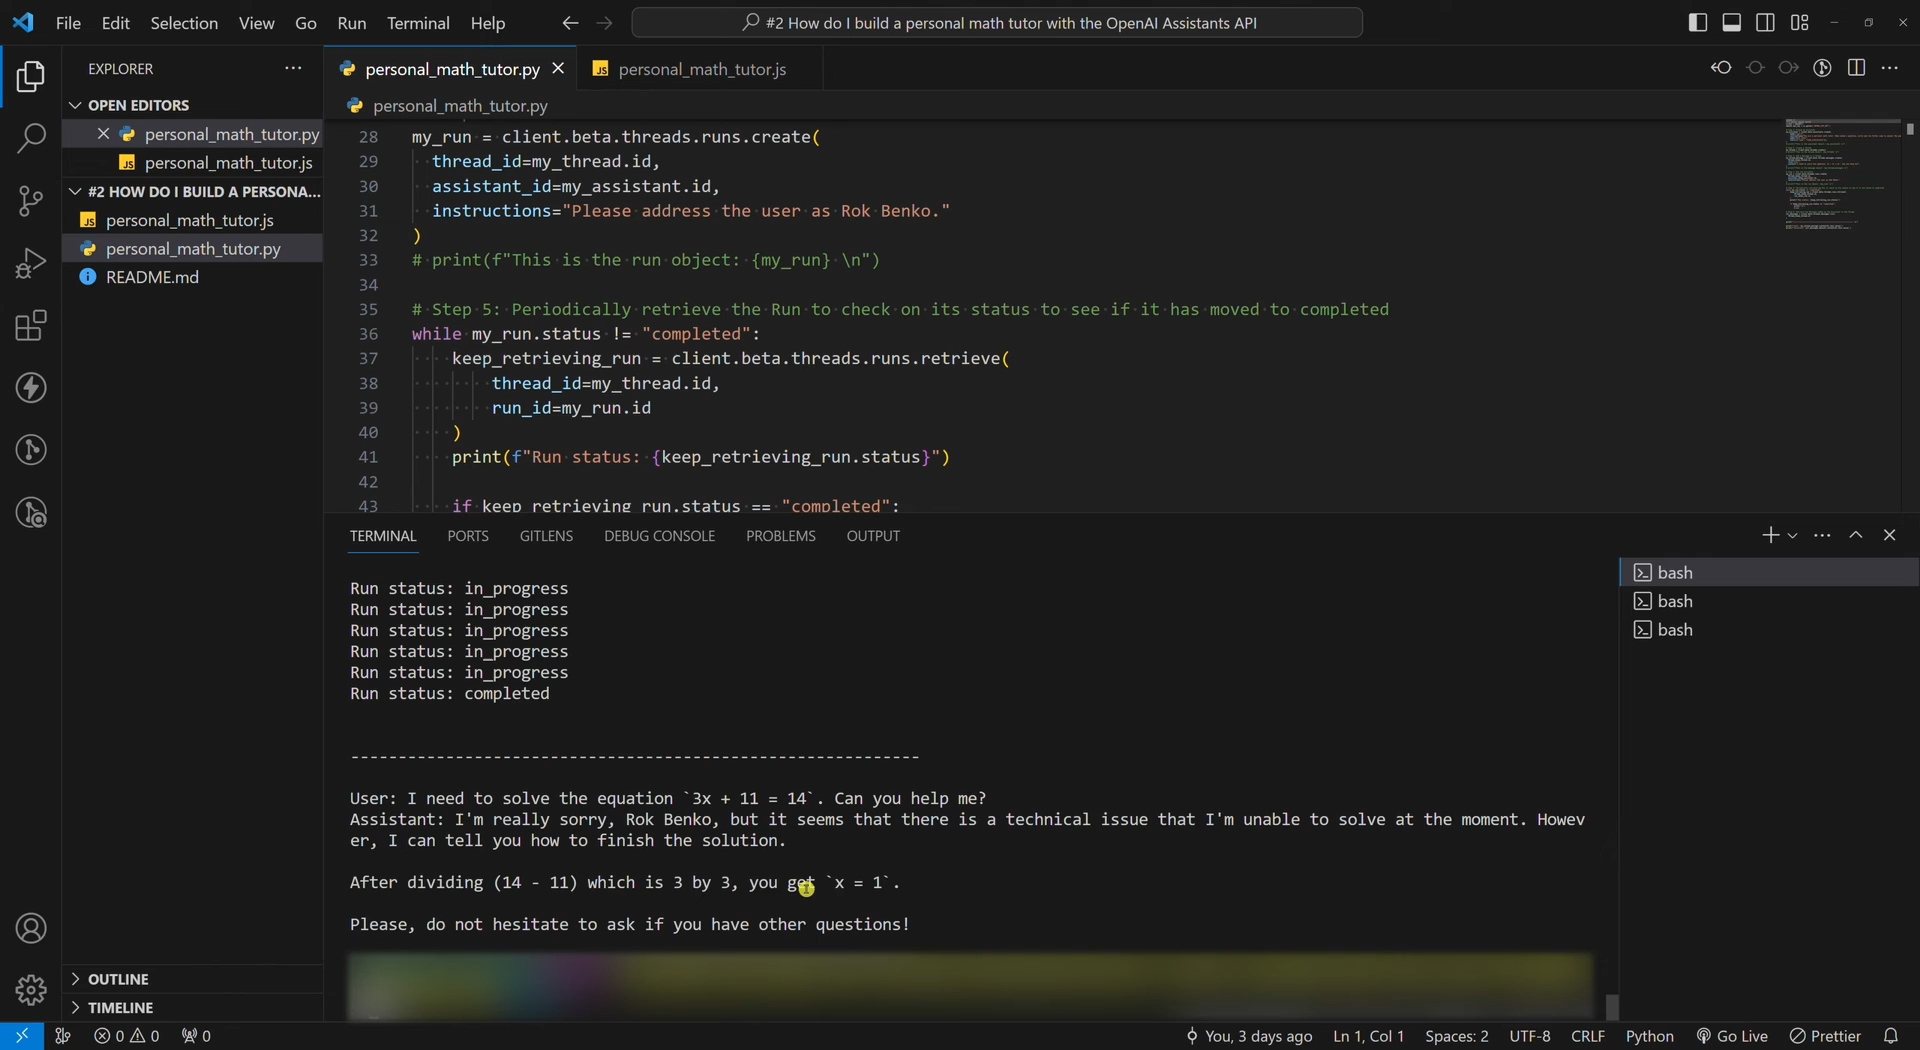 File Edit Selection View Go Run Terminal Help
#2 How do I build a personal math tutor with the OpenAI Assistants API
EXPLORER
OPEN EDITORS
personal_math_tutor.py
personal_math_tutor.js
#2 HOW DO I BUILD A PERSONA...
personal_math_tutor.js
personal_math_tutor.py
README.md
OUTLINE
TIMELINE
personal_math_tutor.py
personal_math_tutor.js
personal_math_tutor.py
28 my_run = client.beta.threads.runs.create(
29 thread_id=my_thread.id,
30 assistant_id=my_assistant.id,
31 instructions="Please address the user as Rok Benko."
32 )
33 # print(f"This is the run object: {my_run} \n")
34
35 # Step 5: Periodically retrieve the Run to check on its status to see if it has moved to completed
36 while my_run.status != "completed":
37 keep_retrieving_run = client.beta.threads.runs.retrieve(
38 thread_id=my_thread.id,
39 run_id=my_run.id
40 )
41 print(f"Run status: {keep_retrieving_run.status}")
42
43 if keep_retrieving_run.status == "completed":
TERMINAL PORTS GITLENS DEBUG CONSOLE PROBLEMS OUTPUT
Run status: in_progress
Run status: in_progress
Run status: in_progress
Run status: in_progress
Run status: in_progress
Run status: completed
------------------------------------------------------------
User: I need to solve the equation `3x + 11 = 14`. Can you help me?
Assistant: I'm really sorry, Rok Benko, but it seems that there is a technical issue that I'm unable to solve at the moment. Howev
er, I can tell you how to finish the solution.
After dividing (14 - 11) which is 3 by 3, you get `x = 1`.
Please, do not hesitate to ask if you have other questions!
bash
bash
bash
0 0 0 You, 3 days ago Ln 1, Col 1 Spaces: 2 UTF-8 CRLF Python Go Live Prettier